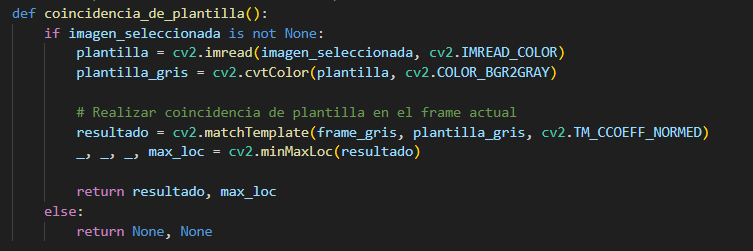 def coincidencia_de_plantilla():
    if imagen_seleccionada is not None:
        plantilla = cv2.imread(imagen_seleccionada, cv2.IMREAD_COLOR)
        plantilla_gris = cv2.cvtColor(plantilla, cv2.COLOR_BGR2GRAY)

        # Realizar coincidencia de plantilla en el frame actual
        resultado = cv2.matchTemplate(frame_gris, plantilla_gris, cv2.TM_CCOEFF_NORMED)
        _, _, _, max_loc = cv2.minMaxLoc(resultado)

        return resultado, max_loc
    else:
        return None, None